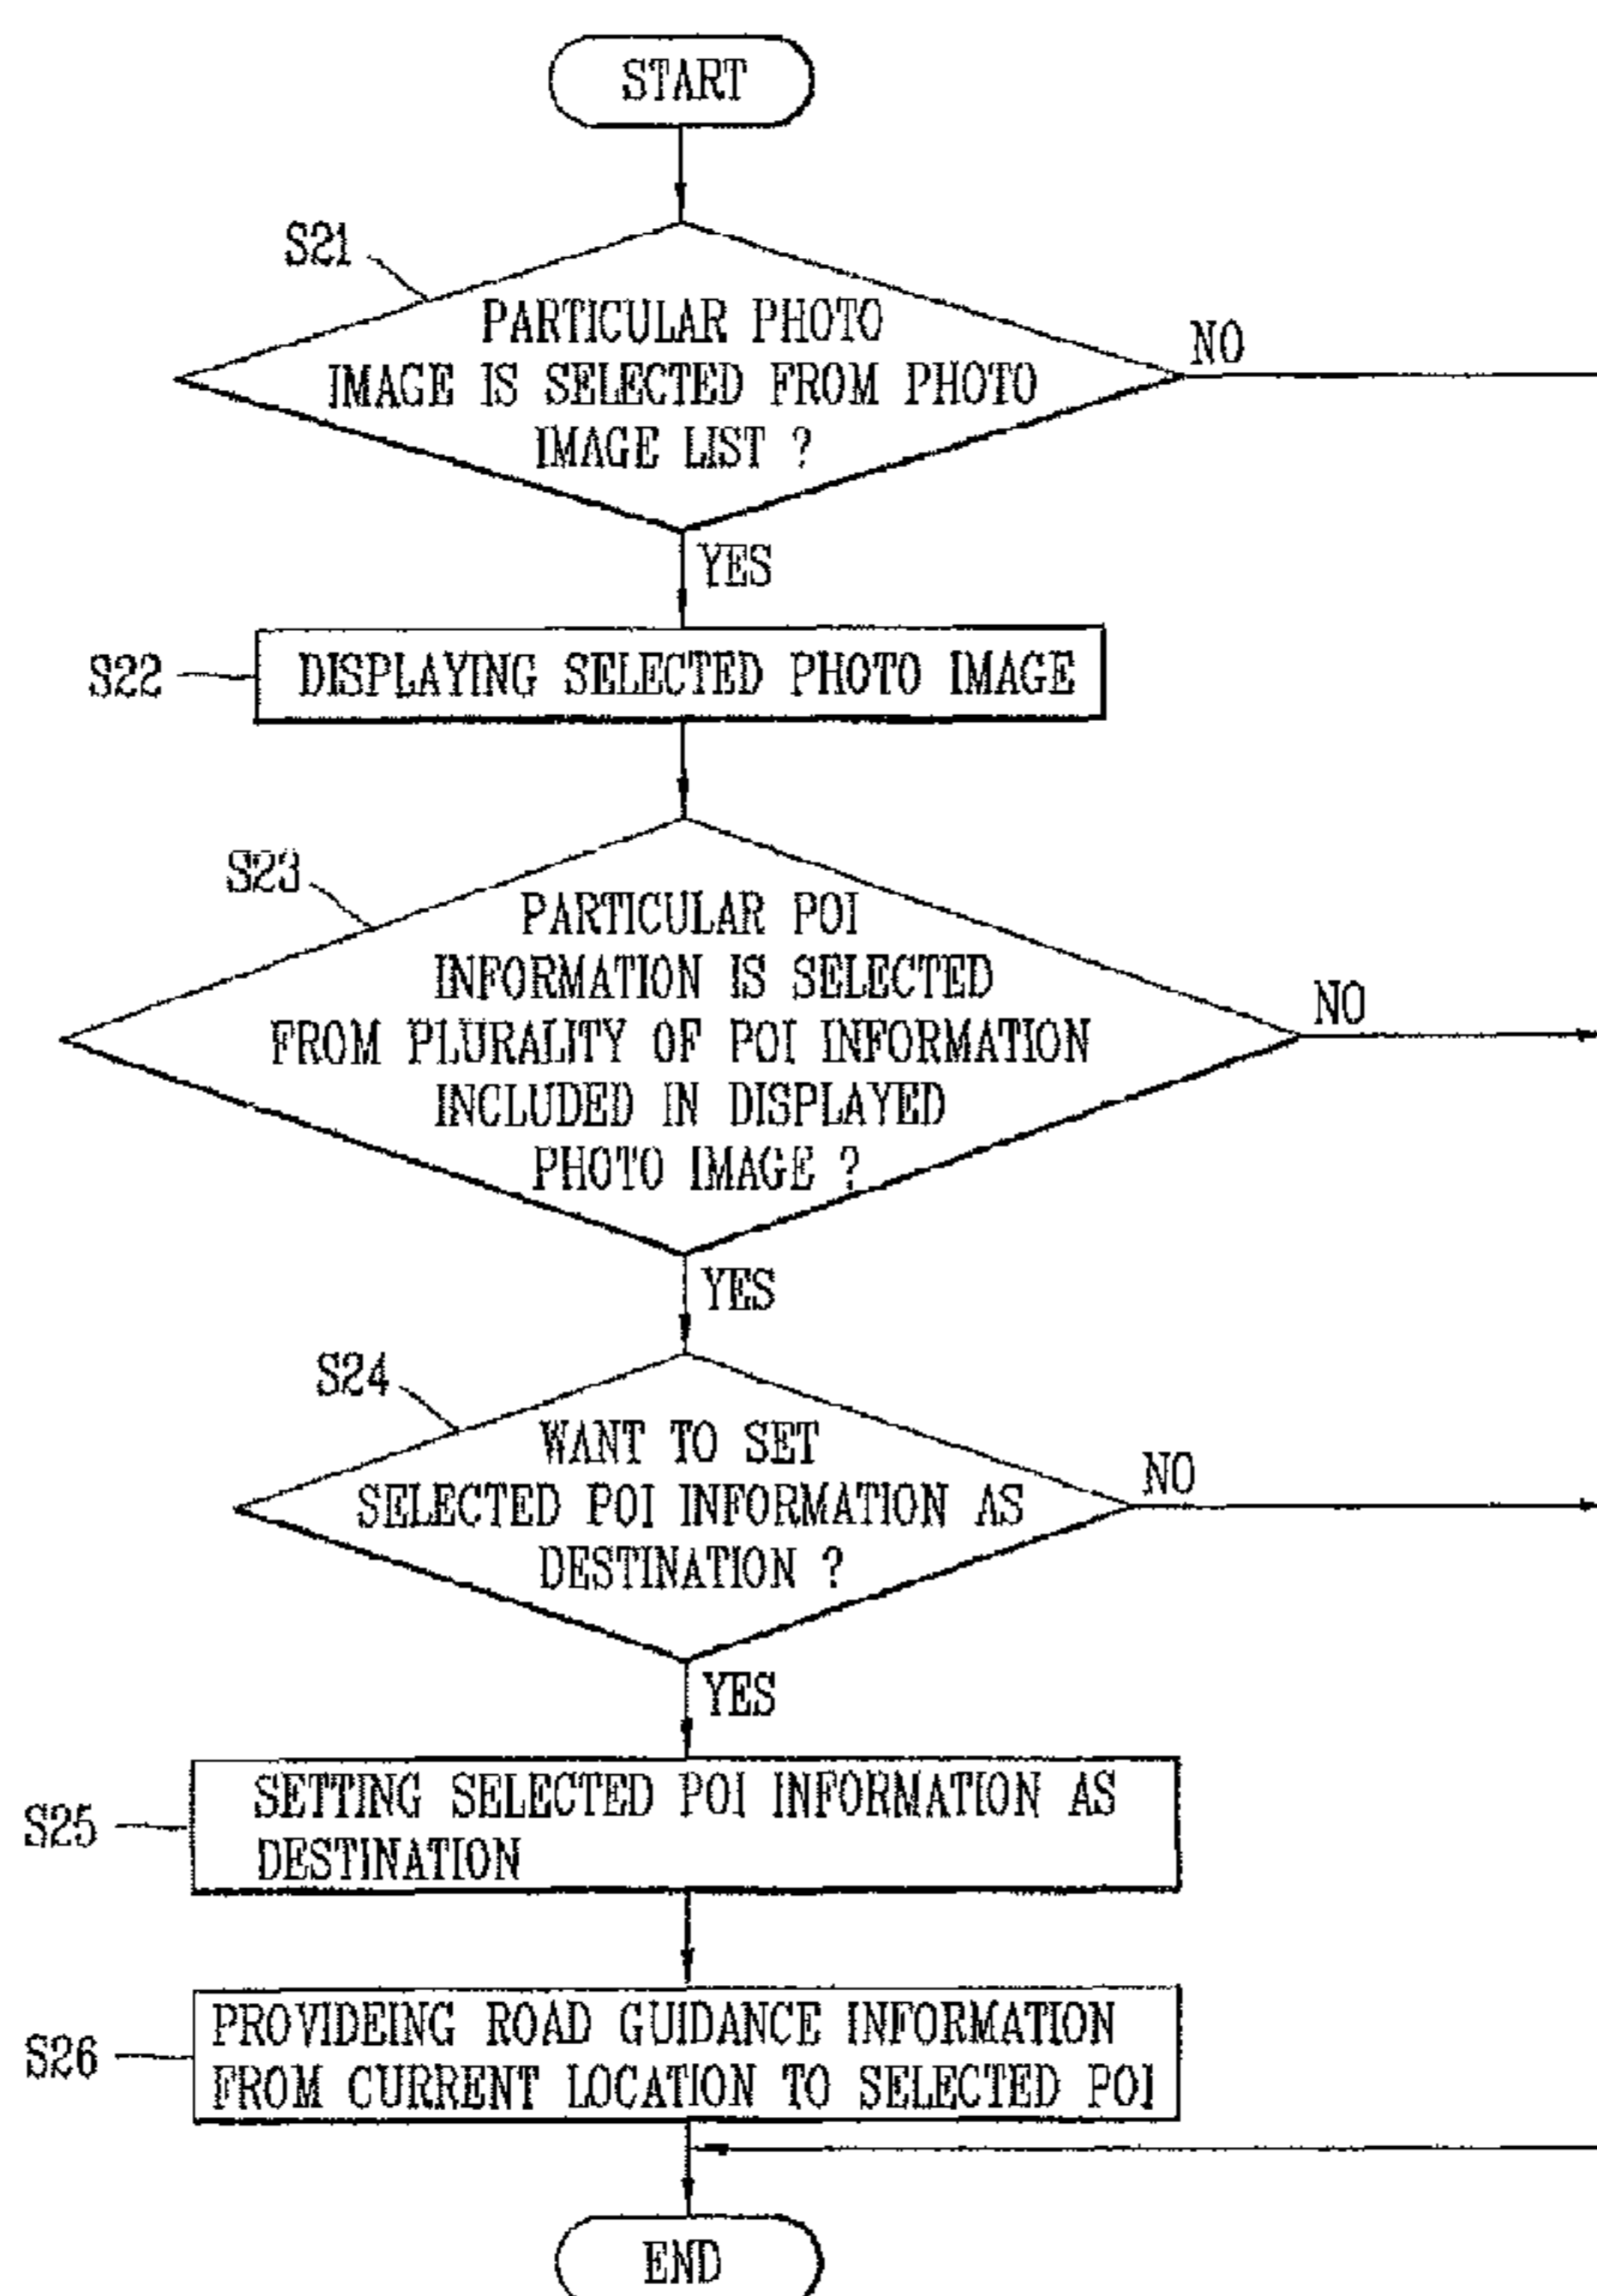 START
S21
PARTICULAR PHOTO
IMAGE IS SELECTED FROM PHOTO
IMAGE LIST ?
NO
YES
S22
DISPLAYING SELECTED PHOTO IMAGE
S23
PARTICULAR POI
INFORMATION IS SELECTED
FROM PLURALITY OF POI INFORMATION
INCLUDED IN DISPLAYED
PHOTO IMAGE ?
NO
YES
S24
WANT TO SET
SELECTED POI INFORMATION AS
DESTINATION ?
NO
YES
S25
SETTING SELECTED POI INFORMATION AS
DESTINATION
S26
PROVIDEING ROAD GUIDANCE INFORMATION
FROM CURRENT LOCATION TO SELECTED POI
END